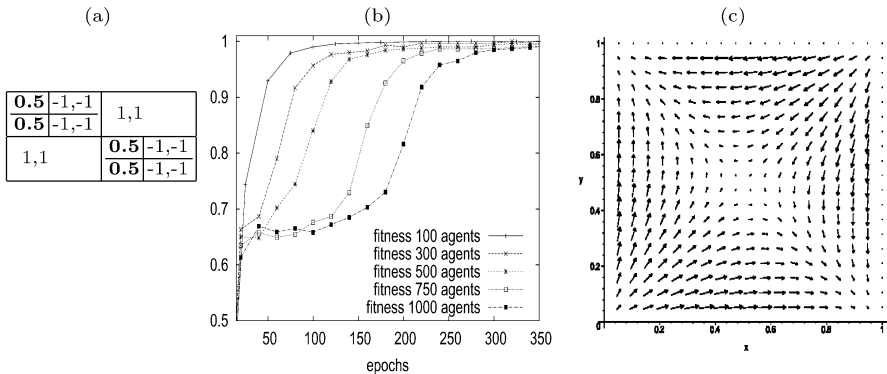 (a) (b) (c)
0.5 -1,-1
0.5 -1,-1
1,1
1,1
0.5 -1,-1
0.5 -1,-1
1
0.9
0.8
0.7
0.6
0.5
50 100 150 200 250 300 350
epochs
fitness 100 agents
fitness 300 agents
fitness 500 agents
fitness 750 agents
fitness 1000 agents
1
0.8
0.6
y
0.4
0.2
0
0.2 0.4 0.6 0.8 1
x